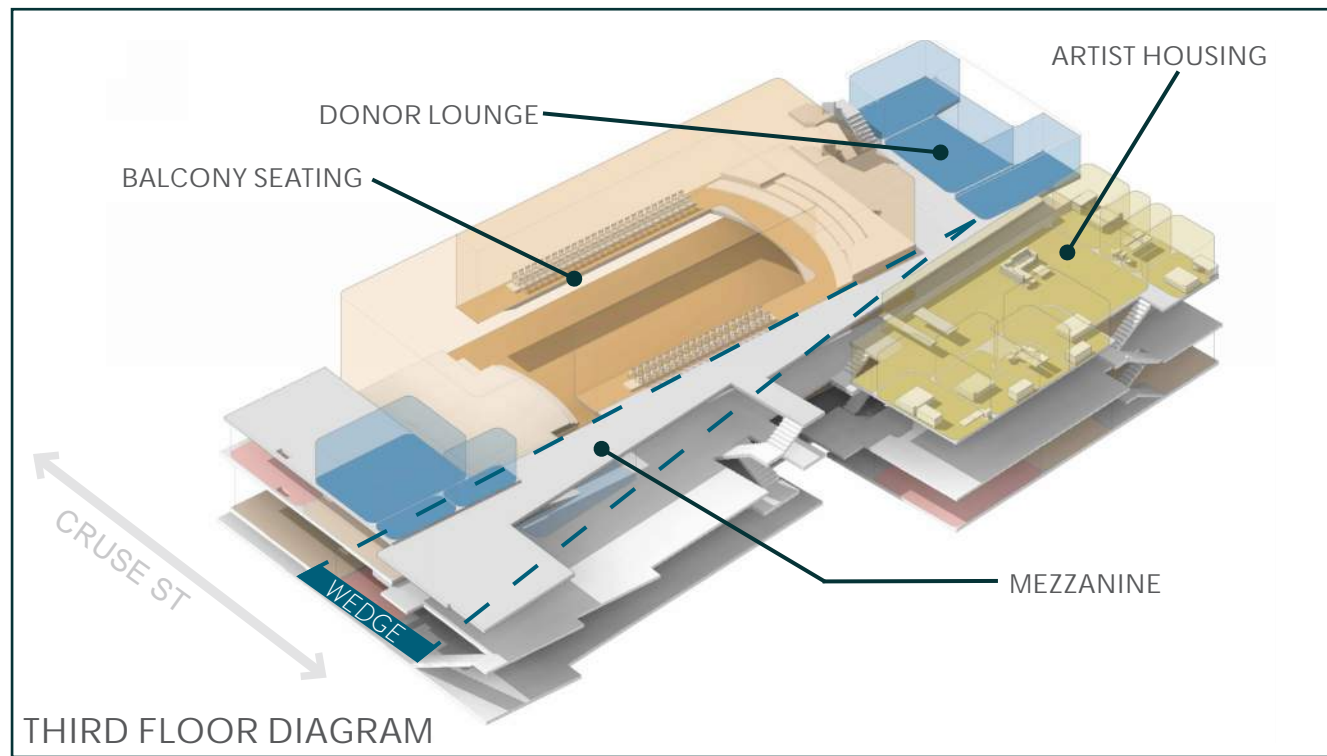 ARTIST HOUSING
DONOR LOUNGE
BALCONY SEATING
CRUSE ST
WEDGE
MEZZANINE
THIRD FLOOR DIAGRAM